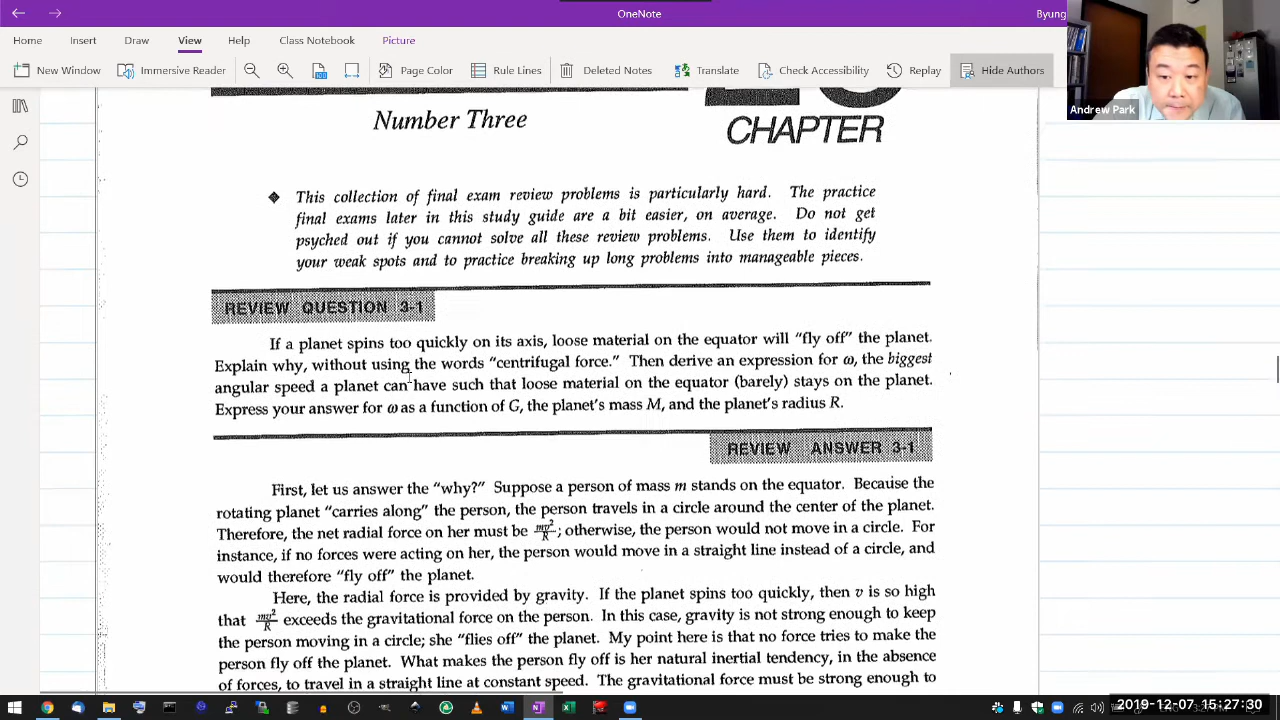 OneNote
Byung
Home Insert Draw View Help Class Notebook Picture
New Window Immersive Reader Page Color Rule Lines Deleted Notes Translate Check Accessibility Replay Hide Authors
Andrew Park
Number Three
CHAPTER
This collection of final exam review problems is particularly hard. The practice
final exams later in this study guide are a bit easier, on average. Do not get
psyched out if you cannot solve all these review problems. Use them to identify
your weak spots and to practice breaking up long problems into manageable pieces.
REVIEW QUESTION 3-1
If a planet spins too quickly on its axis, loose material on the equator will “fly off” the planet.
Explain why, without using the words “centrifugal force.” Then derive an expression for ω, the biggest
angular speed a planet can have such that loose material on the equator (barely) stays on the planet.
Express your answer for ω as a function of G, the planet's mass M, and the planet's radius R.
REVIEW ANSWER 3-1
First, let us answer the “why?” Suppose a person of mass m stands on the equator. Because the
rotating planet “carries along” the person, the person travels in a circle around the center of the planet.
Therefore, the net radial force on her must be mv²/R; otherwise, the person would not move in a circle. For
instance, if no forces were acting on her, the person would move in a straight line instead of a circle, and
would therefore “fly off” the planet.
Here, the radial force is provided by gravity. If the planet spins too quickly, then v is so high
that mv²/R exceeds the gravitational force on the person. In this case, gravity is not strong enough to keep
the person moving in a circle; she “flies off” the planet. My point here is that no force tries to make the
person fly off the planet. What makes the person fly off is her natural inertial tendency, in the absence
of forces, to travel in a straight line at constant speed. The gravitational force must be strong enough to
2019-12-07 15:27:30